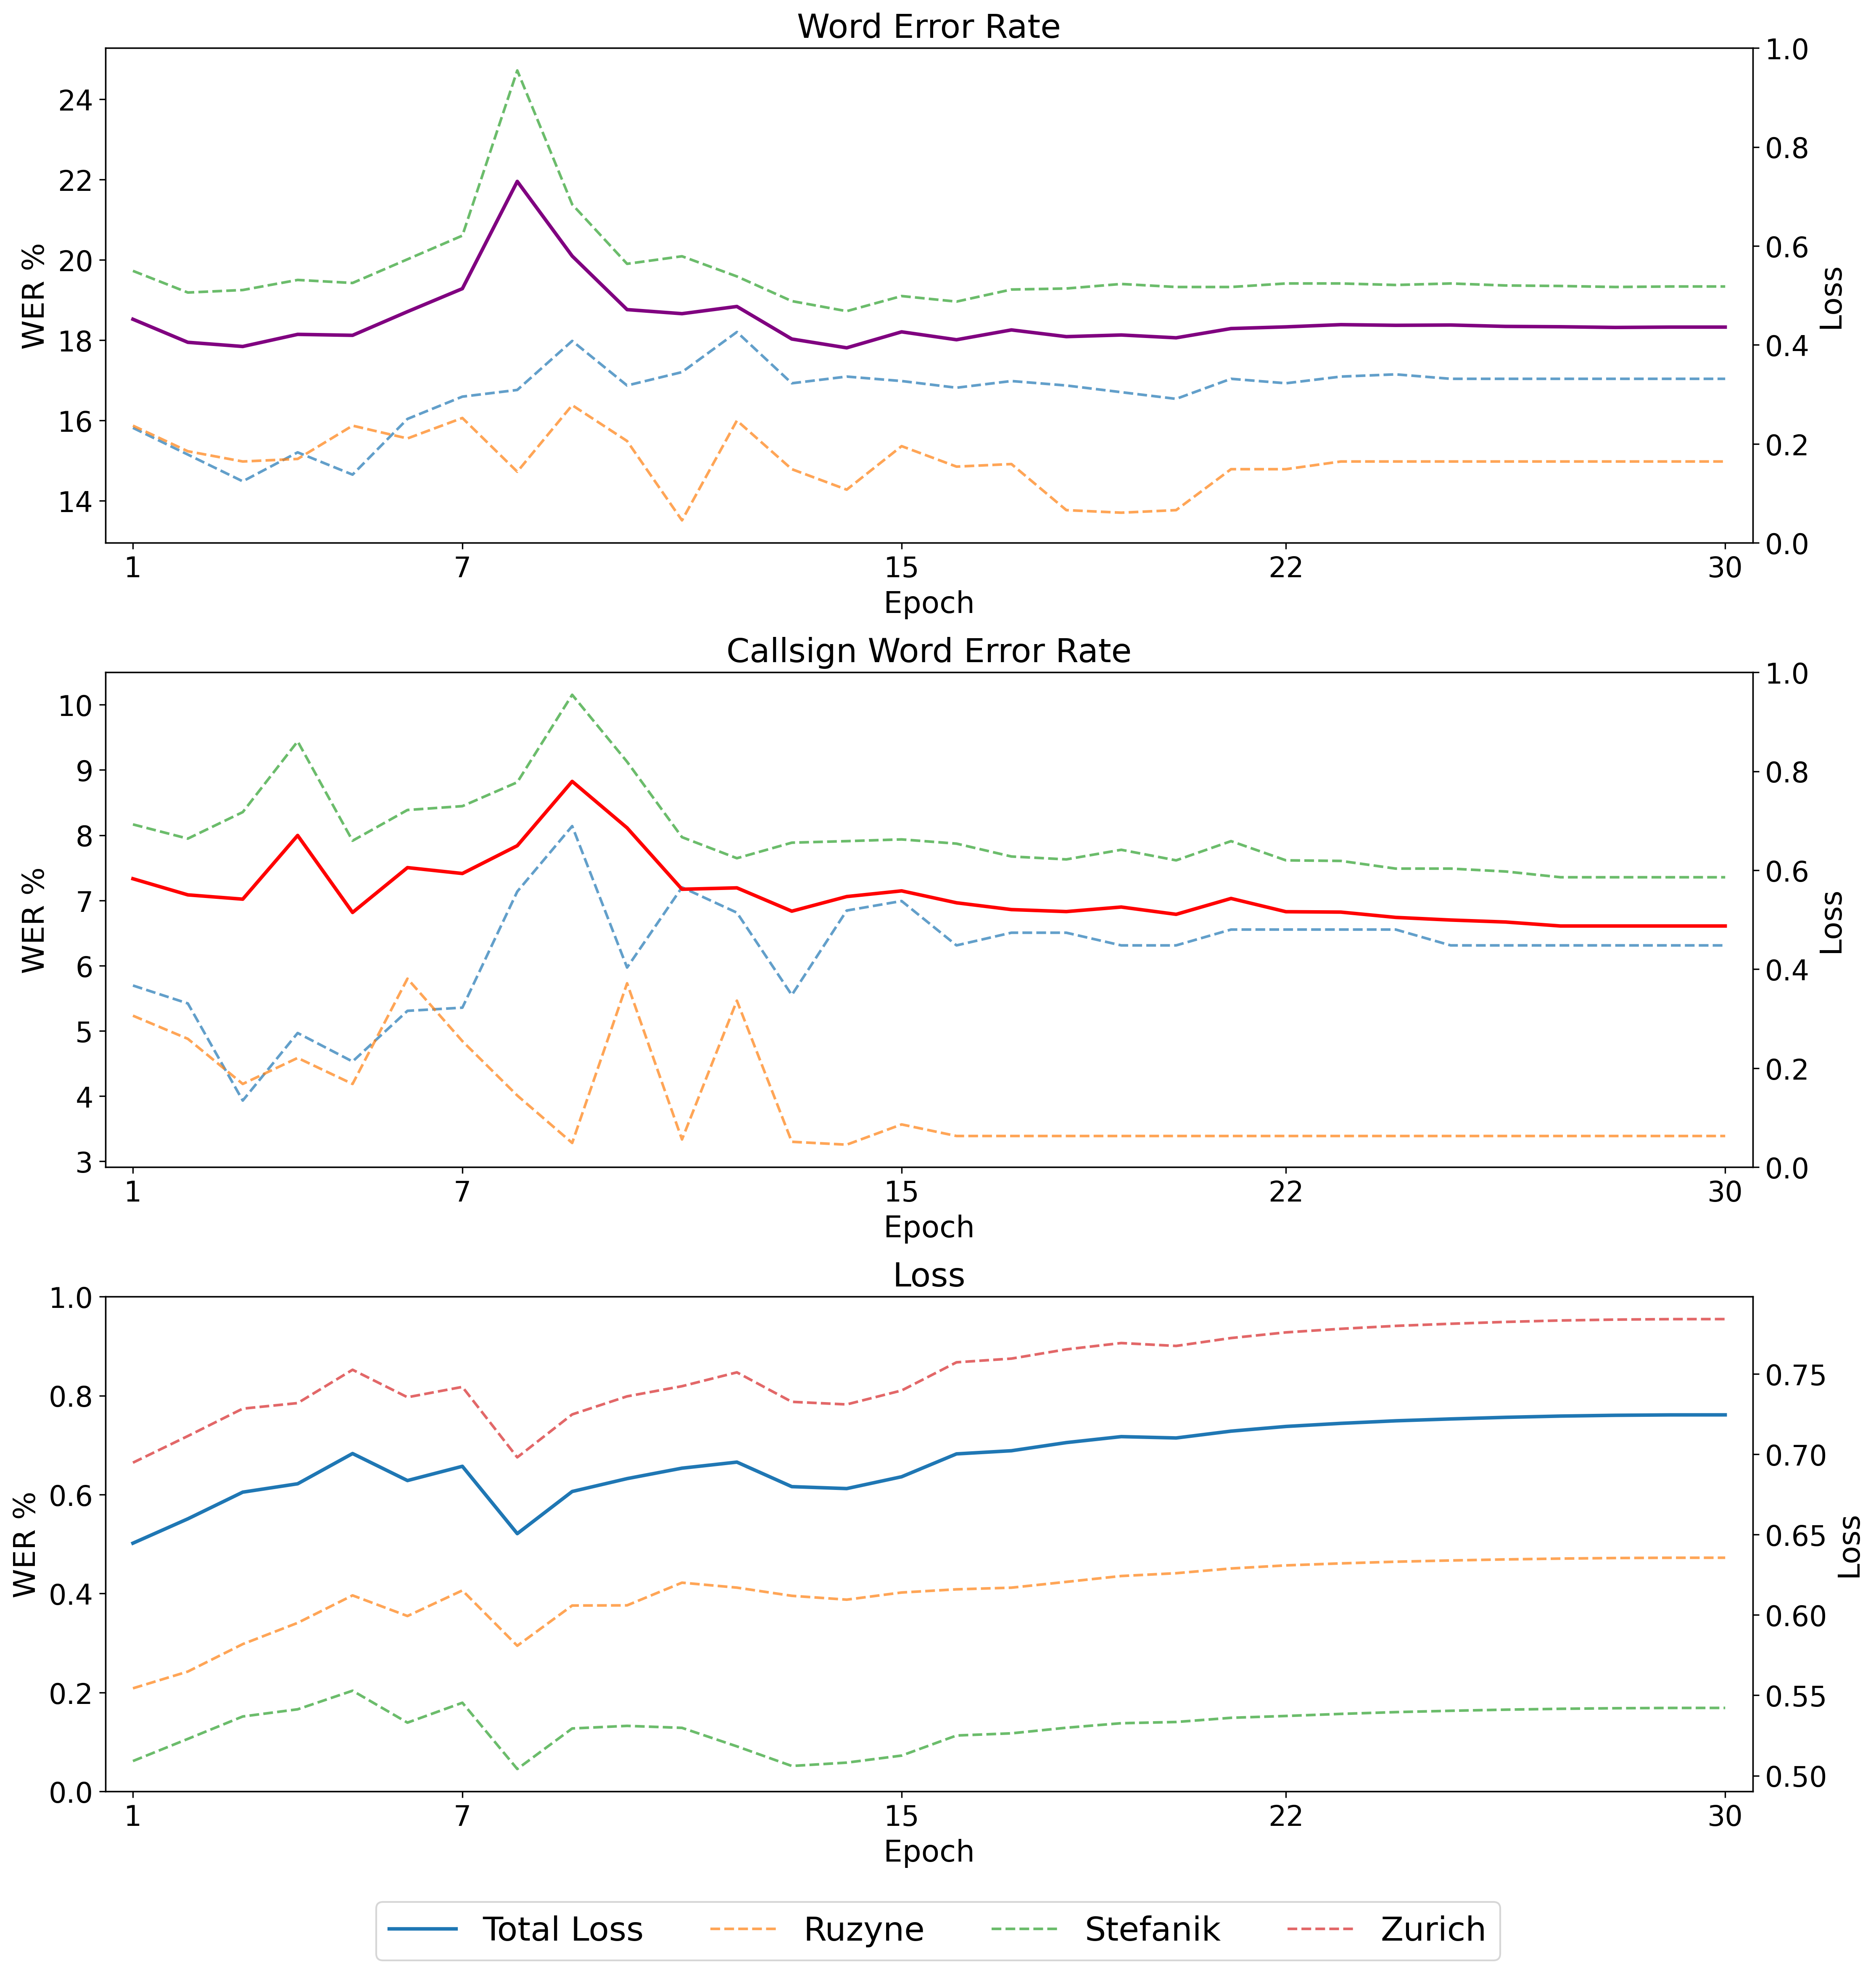 Word Error Rate
24
22
20
18
16
14
WER %
1.0
0.8
0.6
0.4
0.2
0.0
Loss
1 7 15 22 30
Epoch
Callsign Word Error Rate
10
9
8
7
6
5
4
3
WER %
1.0
0.8
0.6
0.4
0.2
0.0
Loss
1 7 15 22 30
Epoch
Loss
1.0
0.8
0.6
0.4
0.2
0.0
WER %
0.75
0.70
0.65
0.60
0.55
0.50
Loss
1 7 15 22 30
Epoch
Total Loss Ruzyne Stefanik Zurich